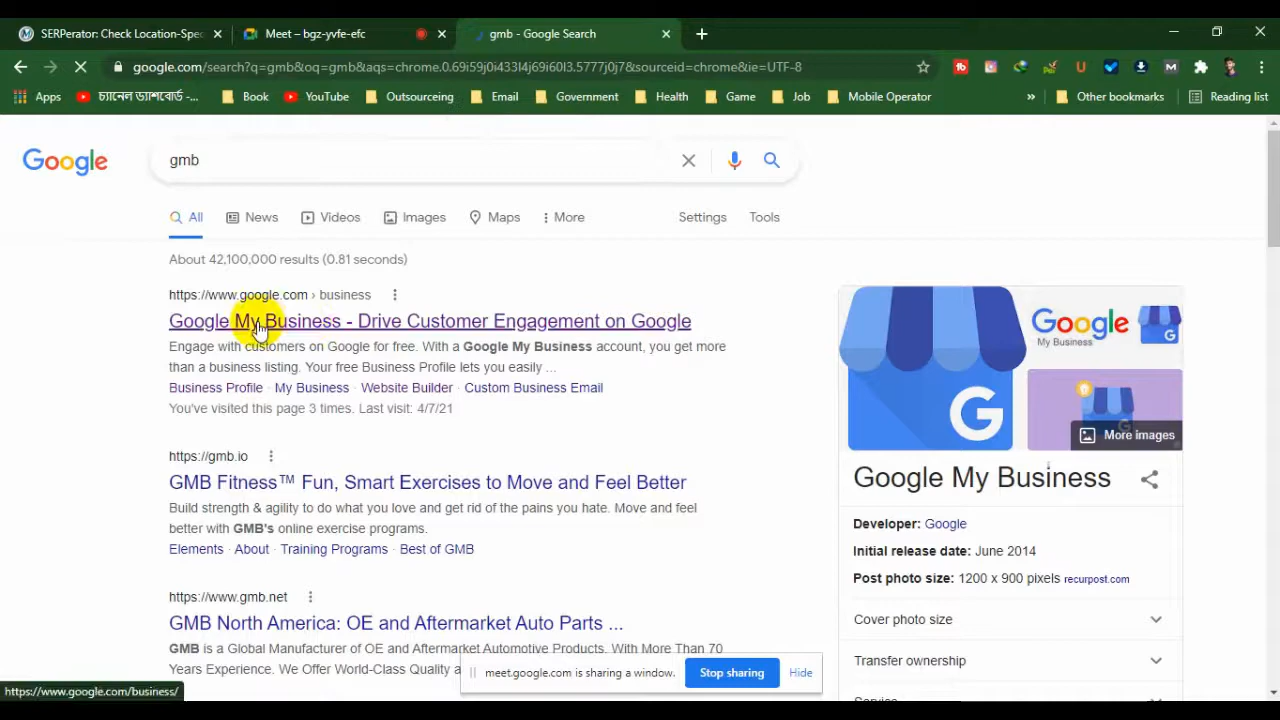 SERPerator: Check Location-Spec
Meet – bgz-yvfe-efc
gmb - Google Search
google.com/search?q=gmb&oq=gmb&aqs=chrome.0.69i59j0i433l4j69i60l3.5777j0j7&sourceid=chrome&ie=UTF-8
Apps
চ্যানেল ড্যাশবোর্ড -...
Book
YouTube
Outsourceing
Email
Government
Health
Game
Job
Mobile Operator
»
Other bookmarks
Reading list
Google
gmb
All
News
Videos
Images
Maps
More
Settings
Tools
About 42,100,000 results (0.81 seconds)
https://www.google.com › business
Google My Business - Drive Customer Engagement on Google
Engage with customers on Google for free. With a Google My Business account, you get more
than a business listing. Your free Business Profile lets you easily ...
Business Profile · My Business · Website Builder · Custom Business Email
You've visited this page 3 times. Last visit: 4/7/21
https://gmb.io
GMB Fitness™ Fun, Smart Exercises to Move and Feel Better
Build strength & agility to do what you love and get rid of the pains you hate. Move and feel
better with GMB's online exercise programs.
Elements · About · Training Programs · Best of GMB
https://www.gmb.net
GMB North America: OE and Aftermarket Auto Parts ...
GMB is a Global Manufacturer of OE and Aftermarket Automotive Products. With More Than 70
Years Experience. We Offer World-Class Quality a
Google
My Business
G
More images
Google My Business
Developer: Google
Initial release date: June 2014
Post photo size: 1200 x 900 pixels recurpost.com
Cover photo size
Transfer ownership
meet.google.com is sharing a window.
Stop sharing
Hide
https://www.google.com/business/